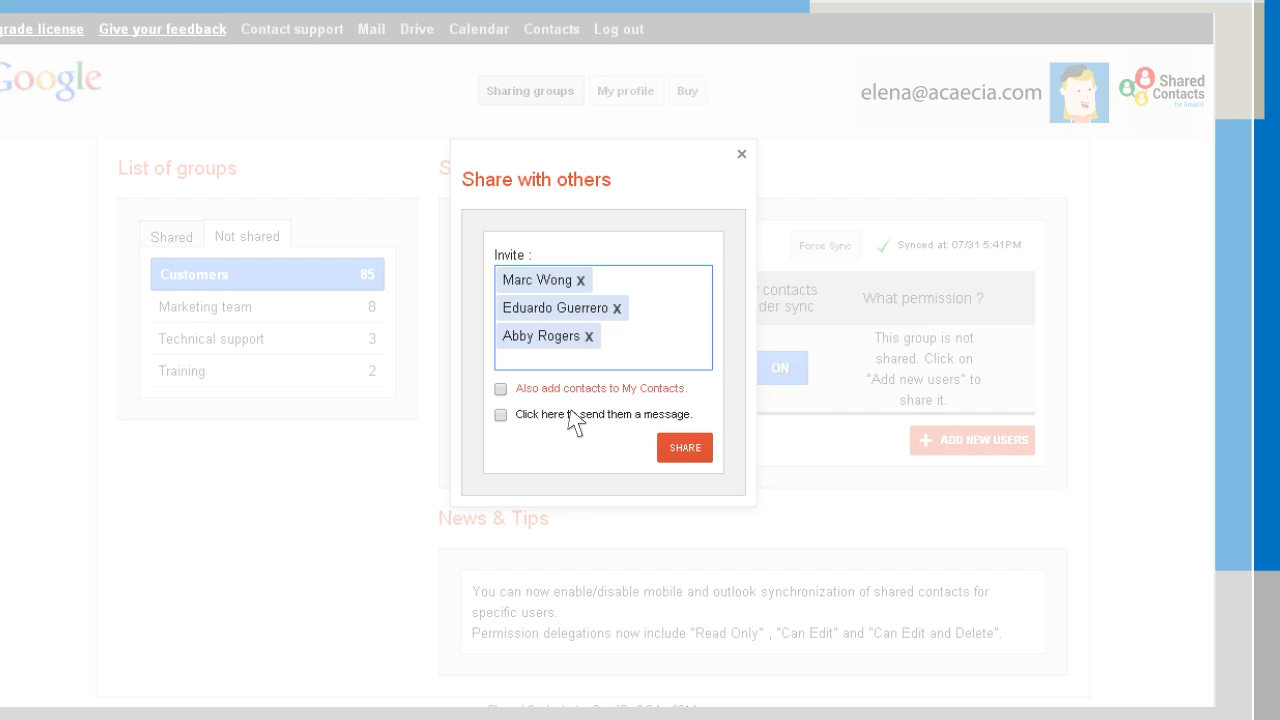 grade license Give your feedback Contact support Mail Drive Calendar Contacts Log out
Google
Sharing groups My profile Buy
elena@acaecia.com
Shared
Contacts
for Gmail®
List of groups
Share with others
Shared Not shared
Force Sync Synced at: 07/31 5:41PM
Invite :
Customers 85
Marc Wong x
contacts
der sync
What permission ?
Marketing team 8
Eduardo Guerrero x
Technical support 3
Abby Rogers x
This group is not
shared. Click on
"Add new users" to
share it.
ON
Training 2
Also add contacts to My Contacts.
Click here to send them a message.
SHARE
+ ADD NEW USERS
News & Tips
You can now enable/disable mobile and outlook synchronization of shared contacts for
specific users.
Permission delegations now include "Read Only" , "Can Edit" and "Can Edit and Delete".